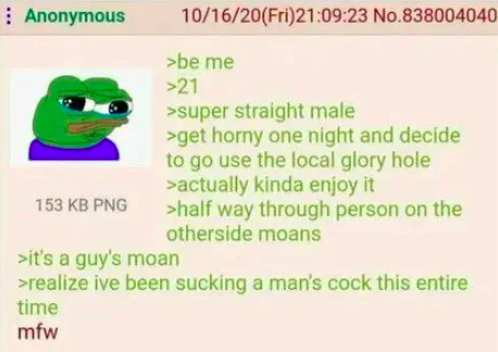 Anonymous 10/16/20(Fri)21:09:23 No.838004040
>be me
>21
>super straight male
>get horny one night and decide
to go use the local glory hole
>actually kinda enjoy it
>half way through person on the
otherside moans
153 KB PNG
>it's a guy's moan
>realize ive been sucking a man's cock this entire
time
mfw